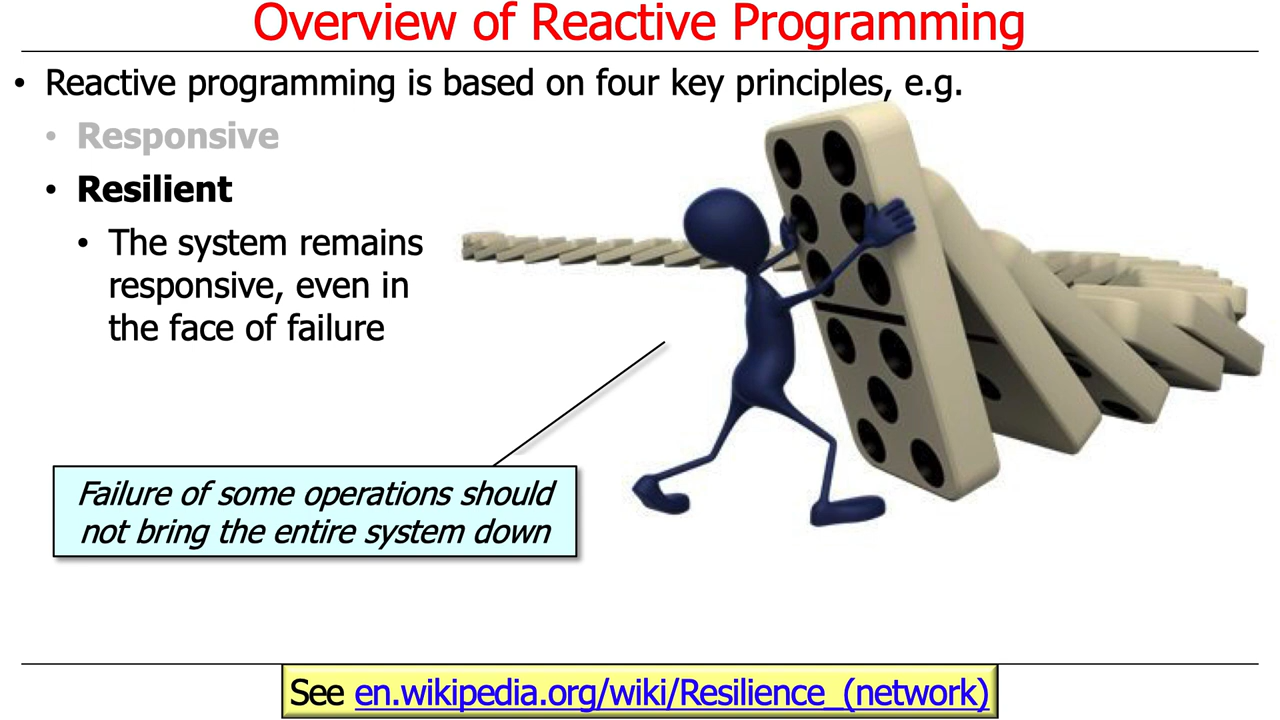 Overview of Reactive Programming
• Reactive programming is based on four key principles, e.g.
• Responsive
• Resilient
• The system remains
responsive, even in
the face of failure
Failure of some operations should
not bring the entire system down
See en.wikipedia.org/wiki/Resilience_(network)